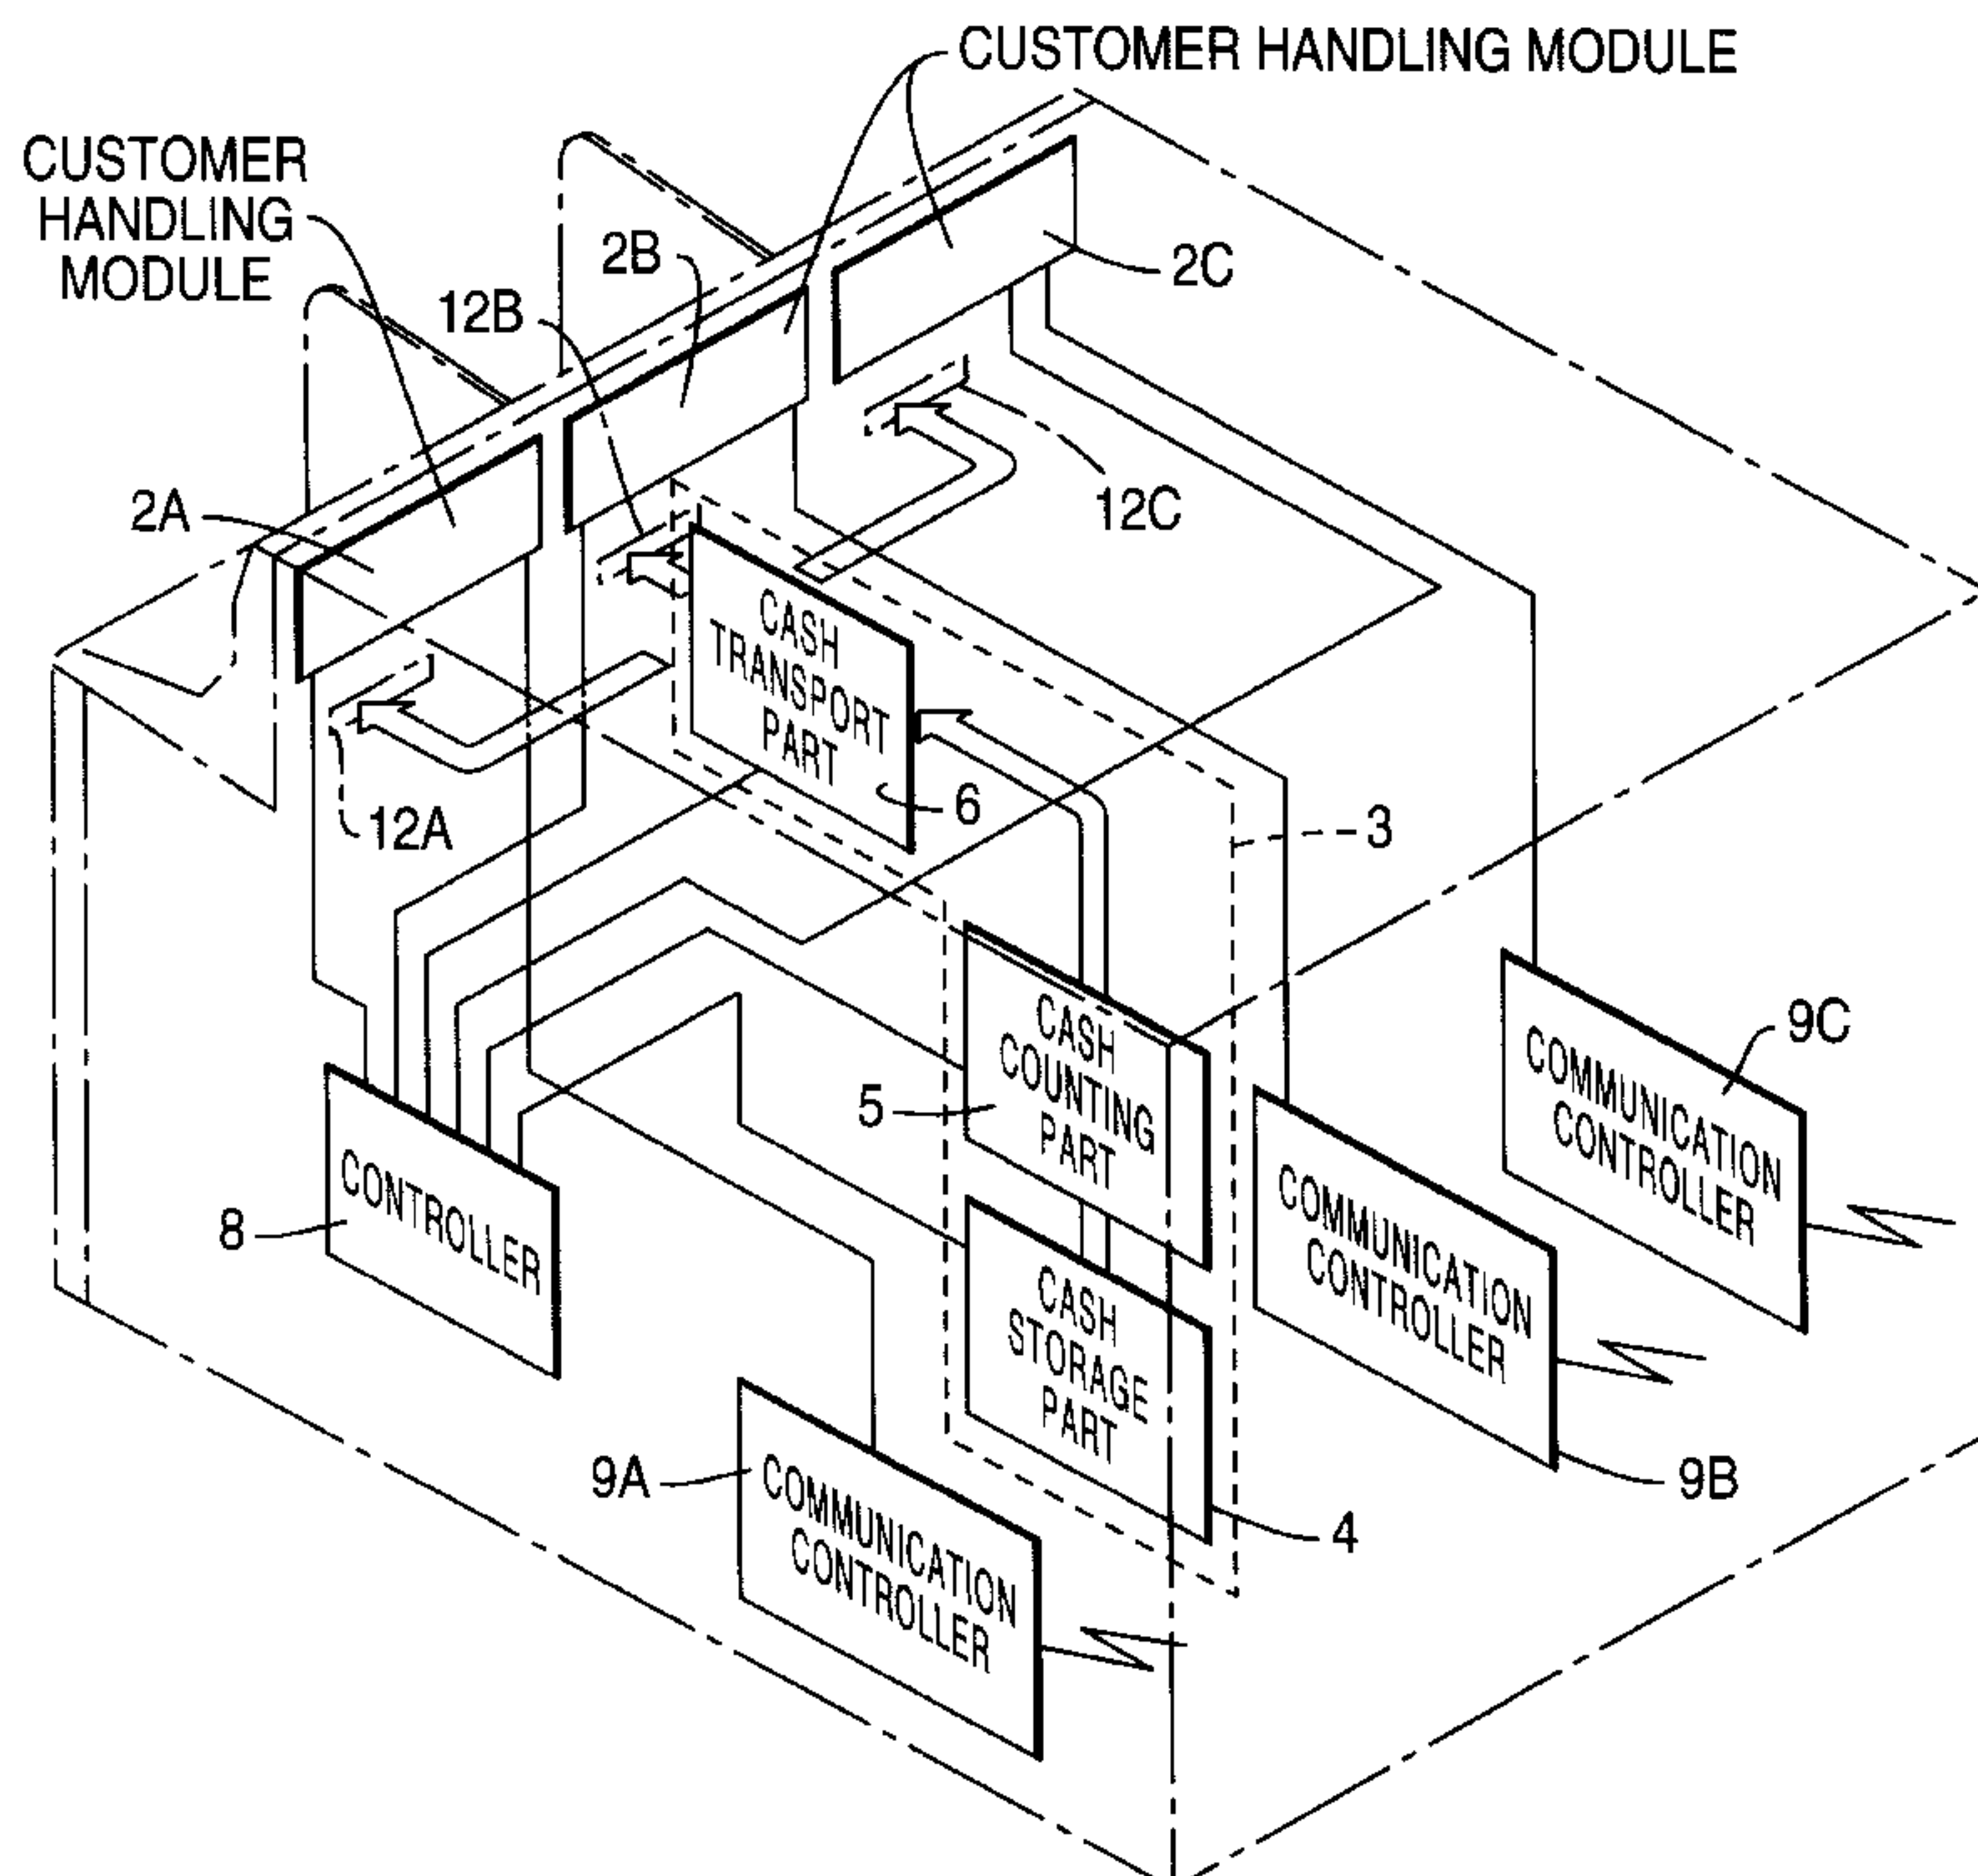 CUSTOMER HANDLING MODULE
CUSTOMER
HANDLING
MODULE
2B
2C
12B
2A
12C
CASH
TRANSPORT
PART
6
12A
3
CASH
COUNTING
PART
5
9C
COMMUNICATION
CONTROLLER
COMMUNICATION
CONTROLLER
9B
8
CONTROLLER
CASH
STORAGE
PART
4
9A
COMMUNICATION
CONTROLLER